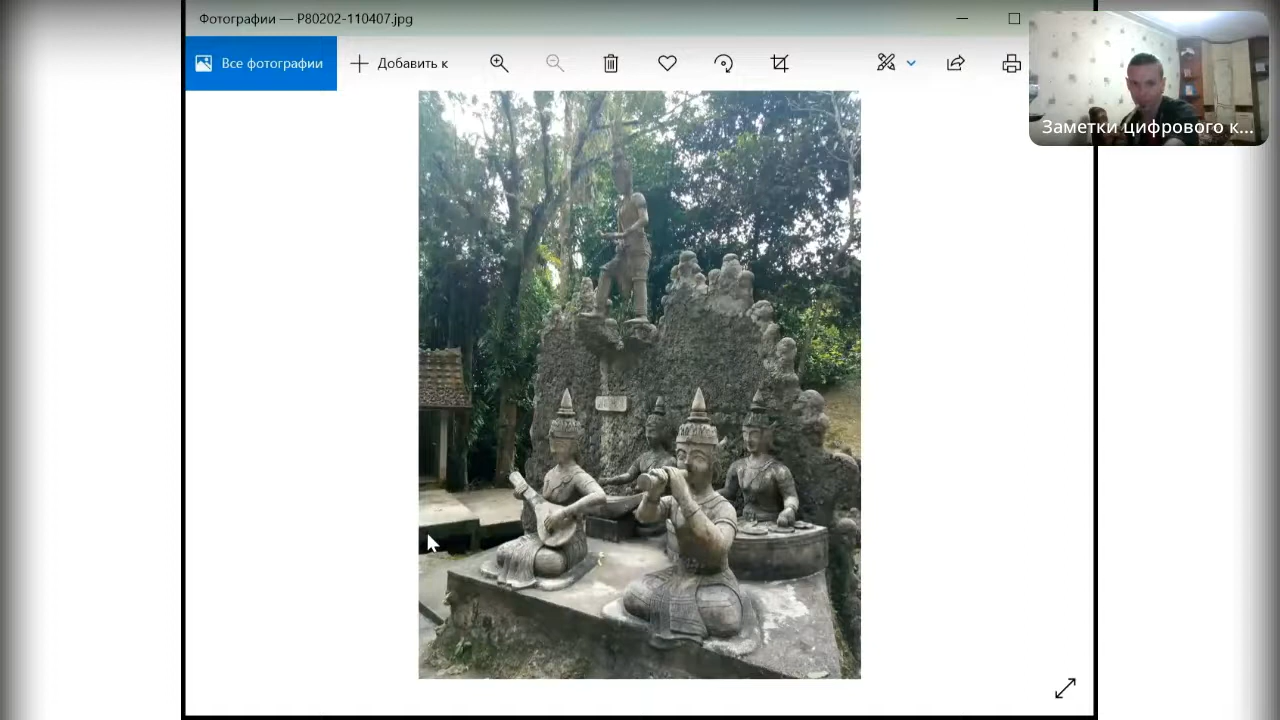 Фотографии — P80202-110407.jpg
Все фотографии
Добавить к
Заметки цифрового к...